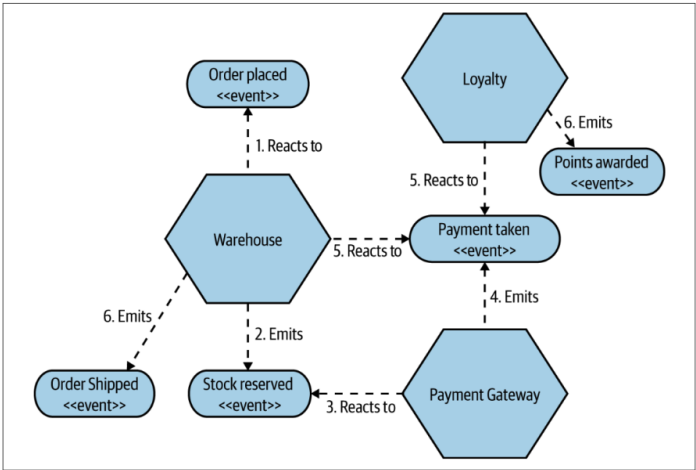 Order placed
<<event>>
Loyalty
1. Reacts to
6. Emits
Points awarded
<<event>>
5. Reacts to
Warehouse
Payment taken
<<event>>
5. Reacts to
4. Emits
6. Emits
2. Emits
Order Shipped
<<event>>
Stock reserved
<<event>>
3. Reacts to
Payment Gateway